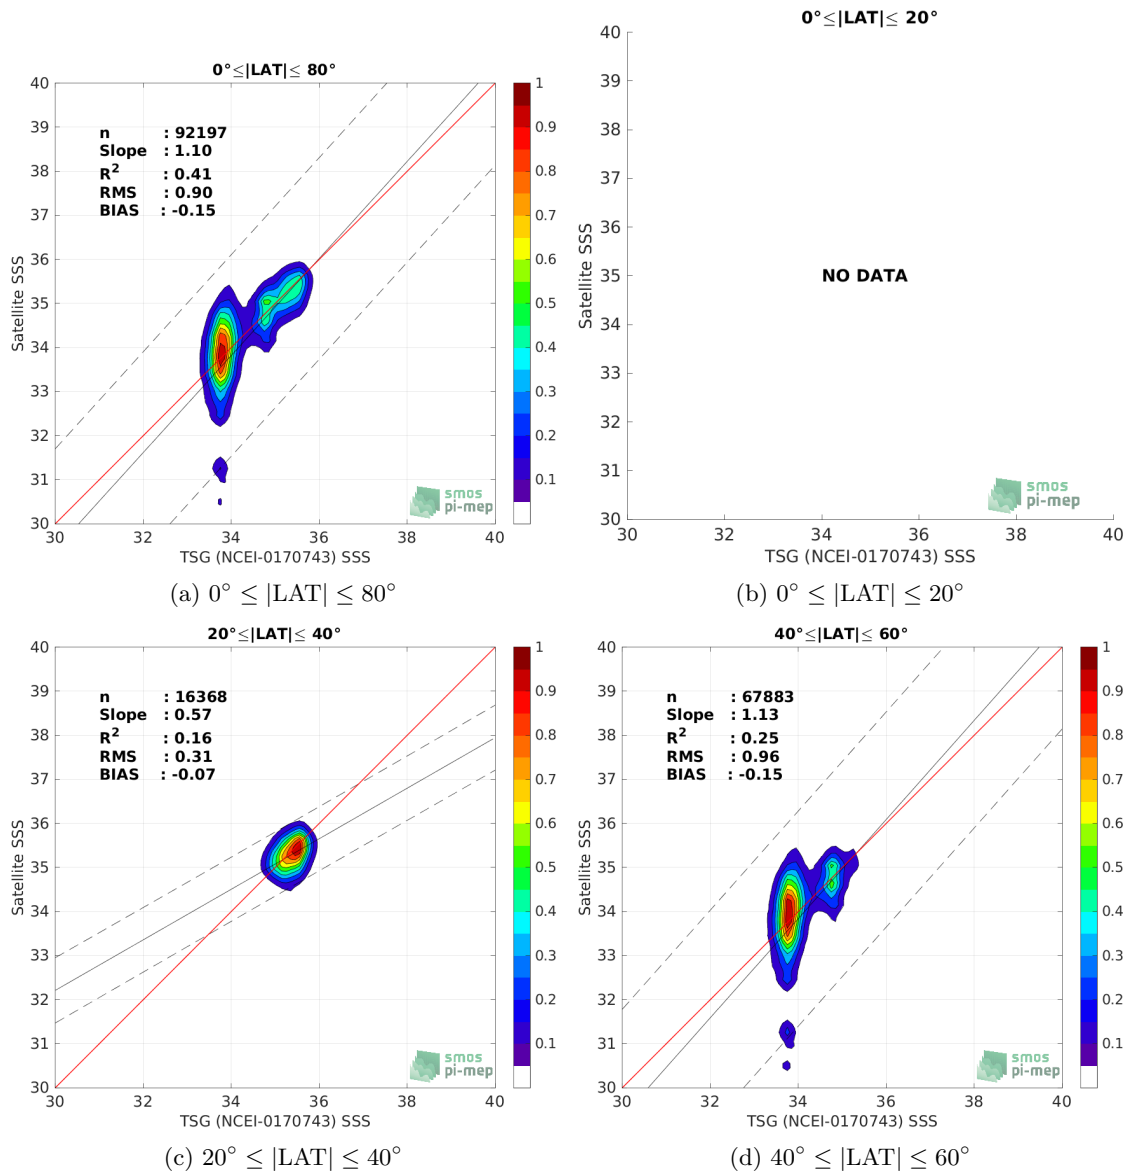 0°≤|LAT|≤ 80°
n : 92197
Slope : 1.10
R² : 0.41
RMS : 0.90
BIAS : -0.15
40
39
38
37
36
35
34
33
32
31
30
Satellite SSS
30
32
34
36
38
40
TSG (NCEI-0170743) SSS
1
0.9
0.8
0.7
0.6
0.5
0.4
0.3
0.2
0.1
smos
pi-mep
(a) 0° ≤ |LAT| ≤ 80°
0°≤|LAT|≤ 20°
40
39
38
37
36
35
34
33
32
31
30
Satellite SSS
NO DATA
30
32
34
36
38
40
TSG (NCEI-0170743) SSS
smos
pi-mep
(b) 0° ≤ |LAT| ≤ 20°
20°≤|LAT|≤ 40°
n : 16368
Slope : 0.57
R² : 0.16
RMS : 0.31
BIAS : -0.07
40
39
38
37
36
35
34
33
32
31
30
Satellite SSS
30
32
34
36
38
40
TSG (NCEI-0170743) SSS
1
0.9
0.8
0.7
0.6
0.5
0.4
0.3
0.2
0.1
smos
pi-mep
(c) 20° ≤ |LAT| ≤ 40°
40°≤|LAT|≤ 60°
n : 67883
Slope : 1.13
R² : 0.25
RMS : 0.96
BIAS : -0.15
40
39
38
37
36
35
34
33
32
31
30
Satellite SSS
30
32
34
36
38
40
TSG (NCEI-0170743) SSS
1
0.9
0.8
0.7
0.6
0.5
0.4
0.3
0.2
0.1
smos
pi-mep
(d) 40° ≤ |LAT| ≤ 60°